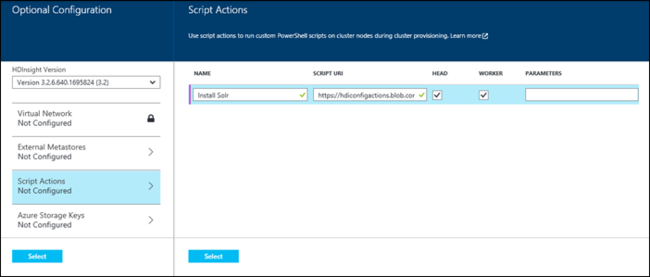 Optional Configuration
HDInsight Version
Version 3.2.6.640.1695824 (3.2)
Virtual Network
Not Configured
External Metastores
Not Configured
Script Actions
Not Configured
Azure Storage Keys
Not Configured
Select
Script Actions
Use script actions to run custom PowerShell scripts on cluster nodes during cluster provisioning. Learn more
NAME SCRIPT URI HEAD WORKER PARAMETERS
Install Solr https://hdiconfigactions.blob.cor
Select